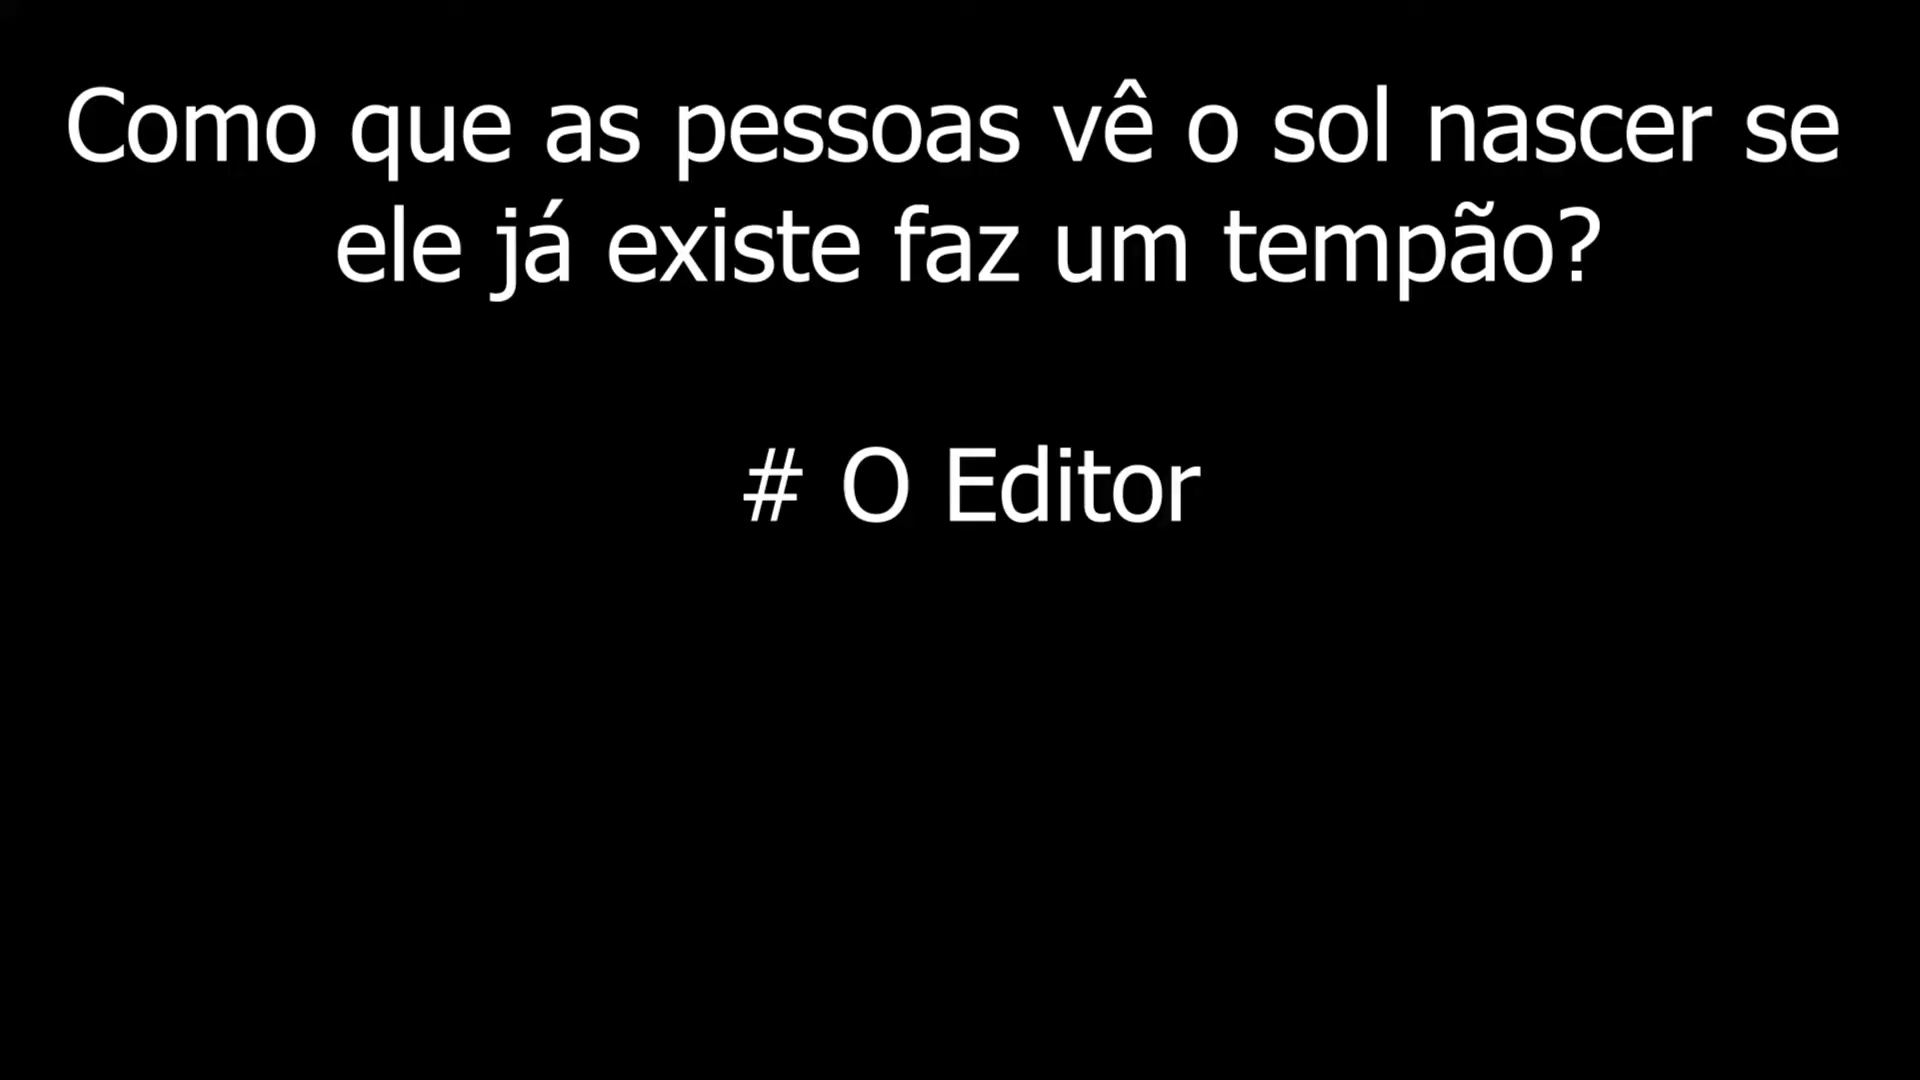 Como que as pessoas vê o sol nascer se
ele já existe faz um tempão?
# O Editor